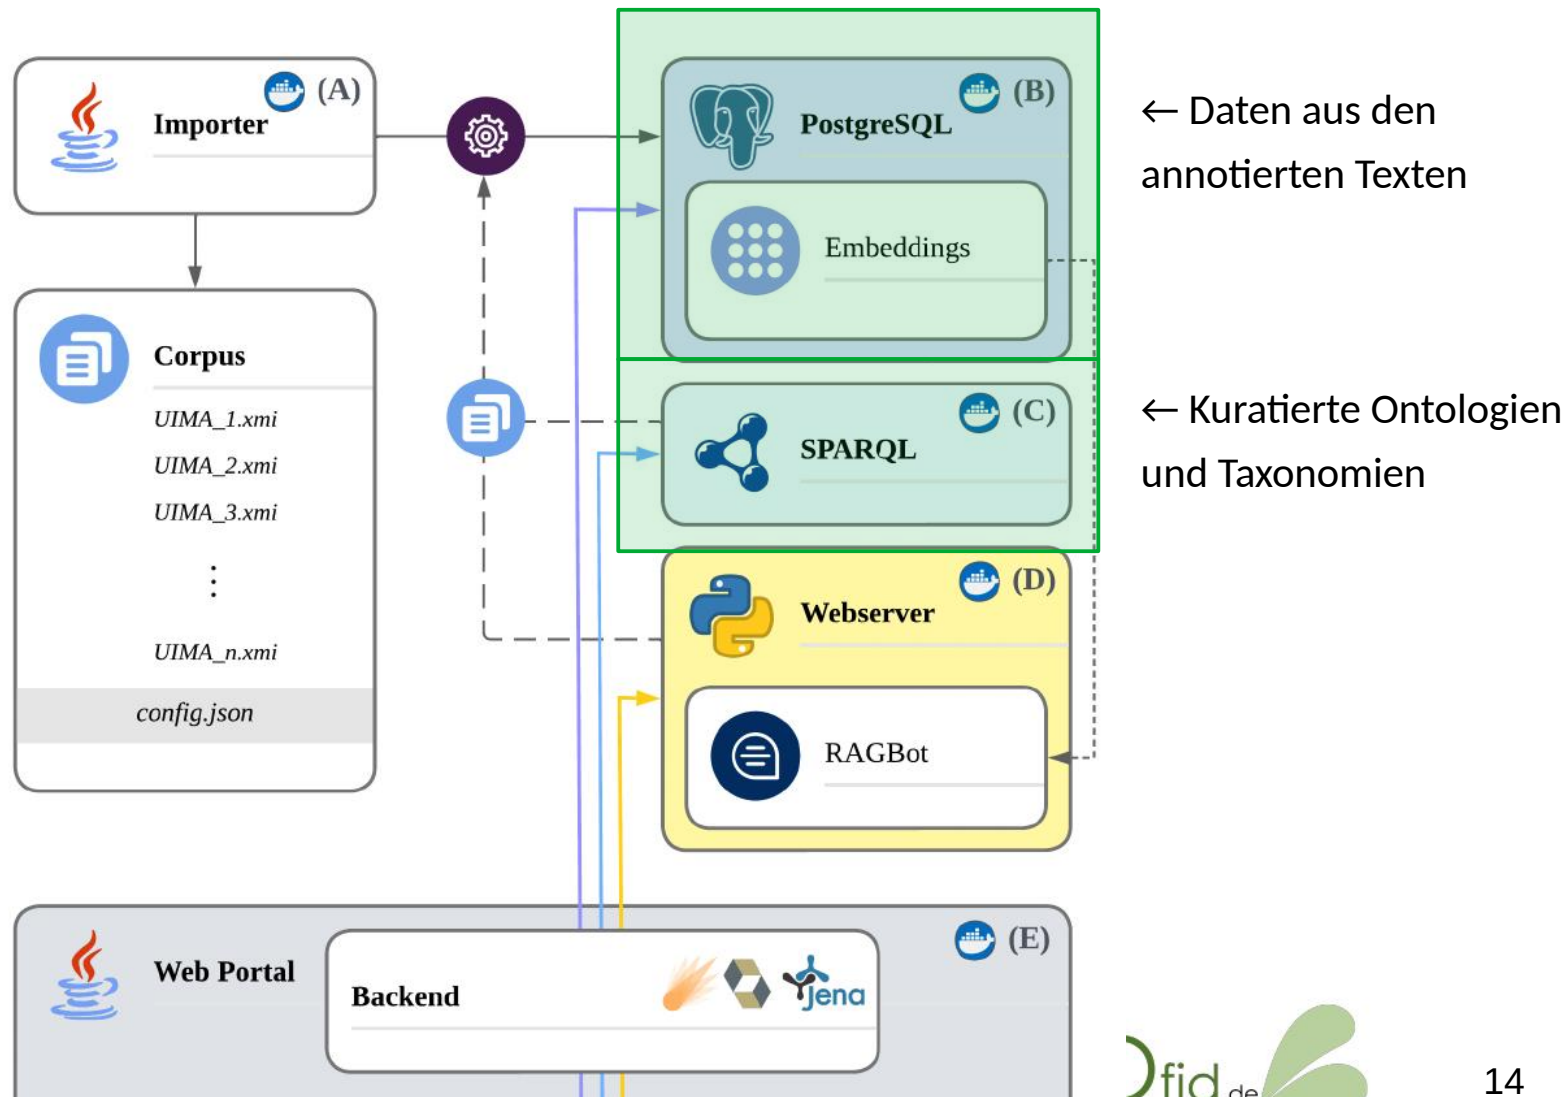 Importer
(A)
Corpus
UIMA_1.xmi
UIMA_2.xmi
UIMA_3.xmi
⋮
UIMA_n.xmi
config.json
PostgreSQL
(B)
Embeddings
← Daten aus den
annotierten Texten
SPARQL
(C)
← Kuratierte Ontologien
und Taxonomien
Webserver
(D)
RAGBot
Web Portal
(E)
Backend
jena
fid.de
14